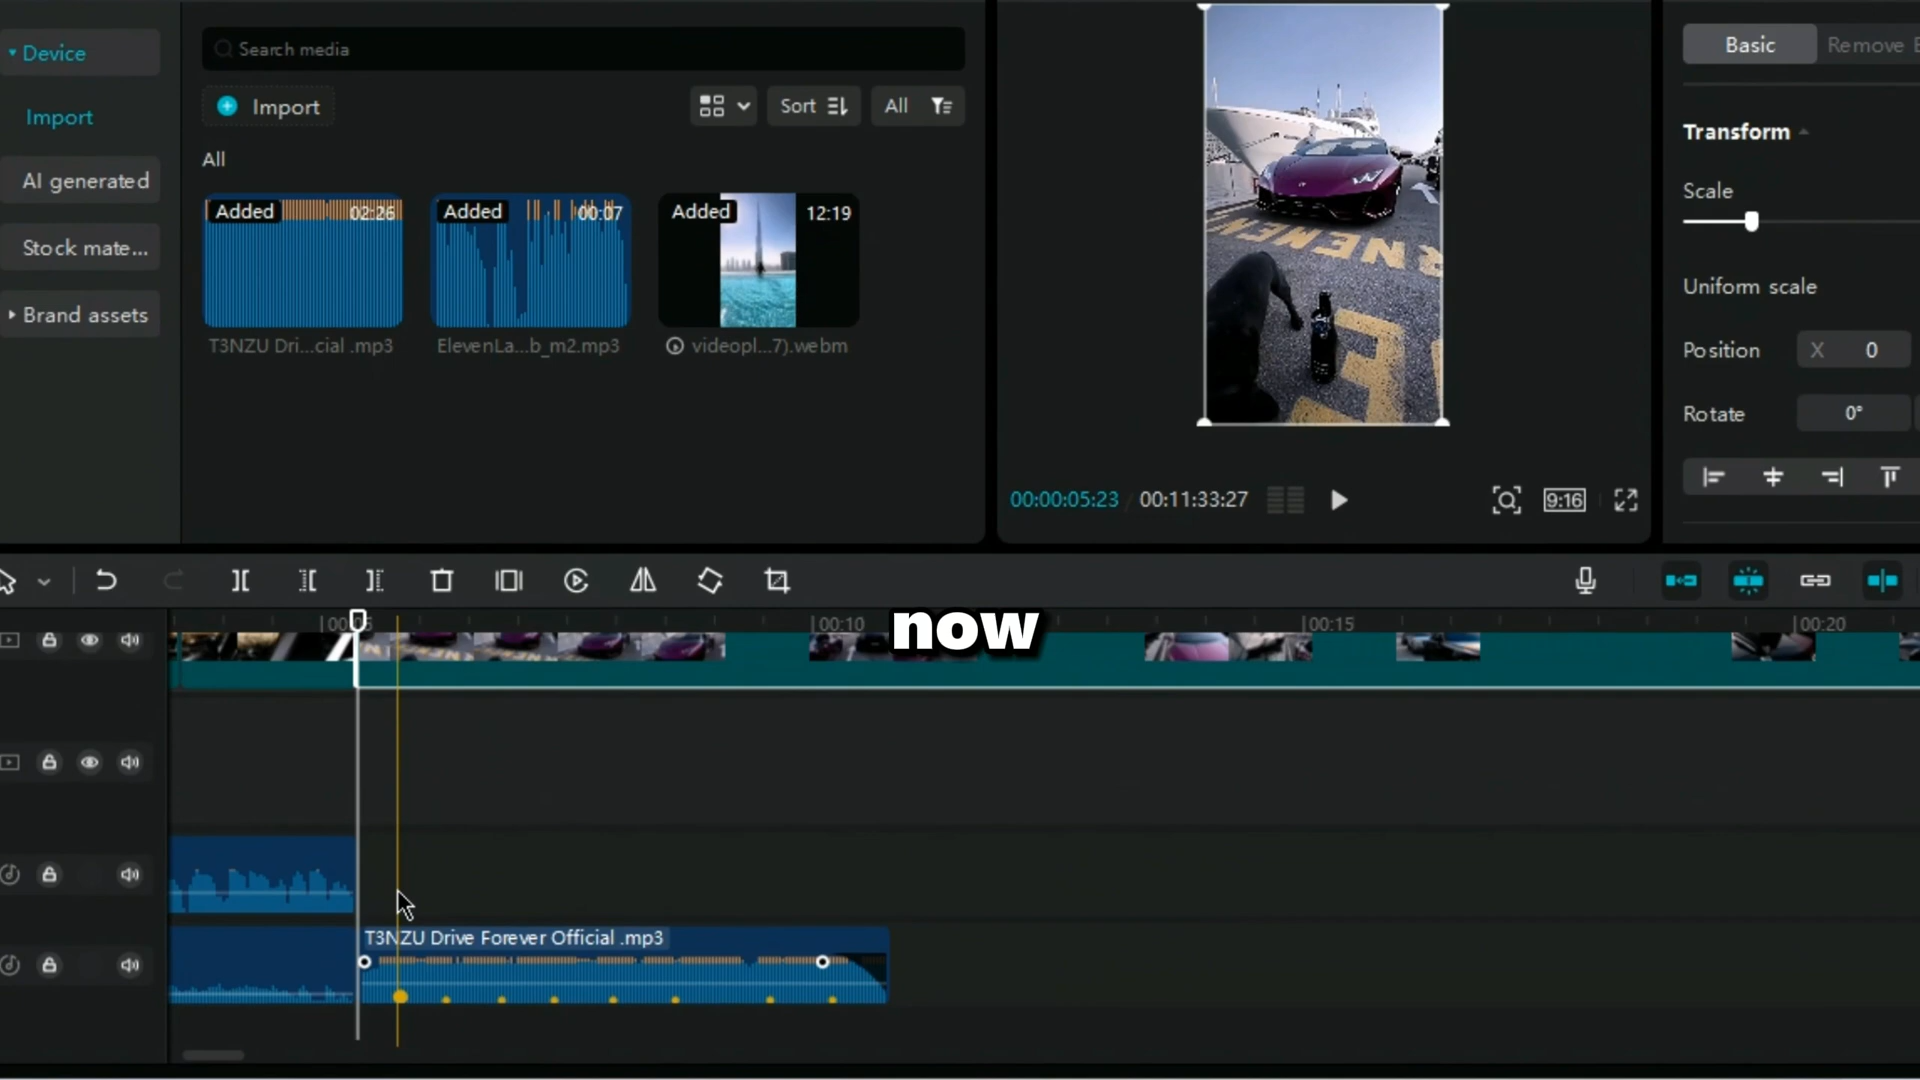 Device
Search media
Basic
Remove B
Import
Import
Sort
All
Transform
All
AI generated
Scale
Added
02:26
Added
00:07
Added
12:19
Stock mate...
Uniform scale
Brand assets
T3NZU Dri...cial .mp3
ElevenLa...b_m2.mp3
videopl...7).webm
Position
X
0
Rotate
0°
00:00:05:23
00:11:33:27
9:16
00:05
00:10
now
00:15
00:20
T3NZU Drive Forever Official .mp3